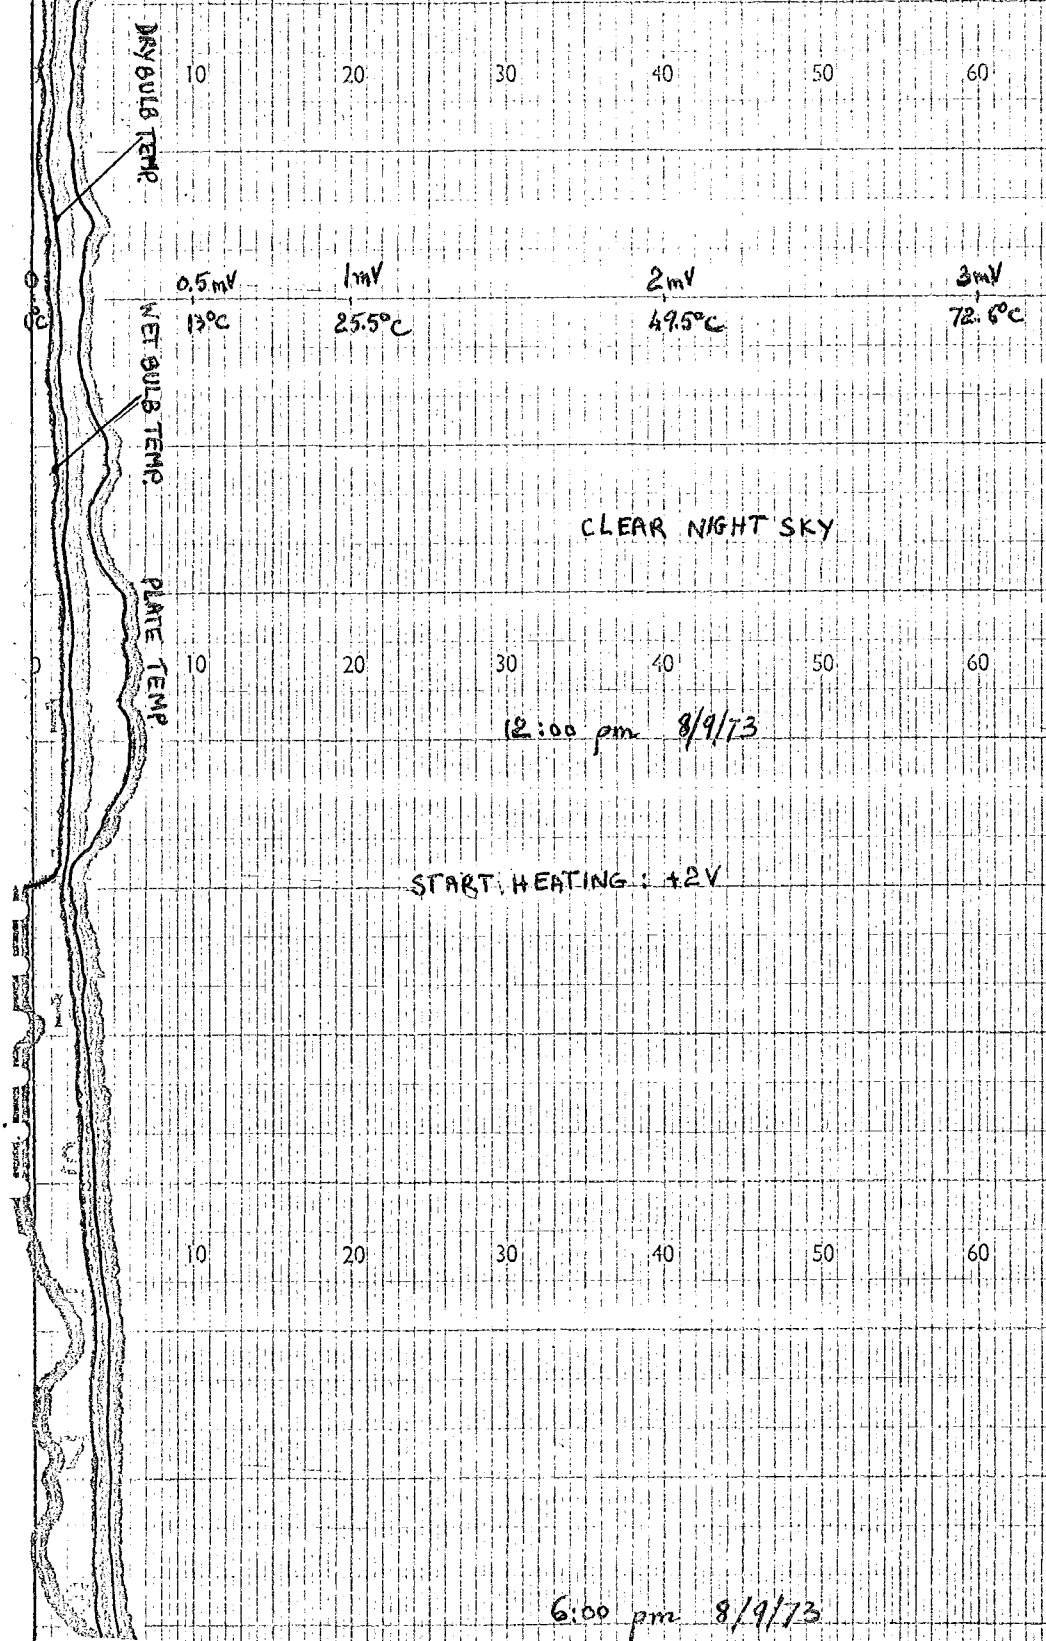 DRY BULB TEMP.
10 20 30 40 50 60
0 0.5mV 1mV 2mV 3mV
0°C 13°C 25.5°C 49.5°C 72.6°C
WET BULB TEMP.
CLEAR NIGHT SKY
PLATE TEMP
0 10 20 30 40 50 60
12:00 pm 8/9/73
START HEATING: +2V
10 20 30 40 50 60
6:00 pm 8/9/73